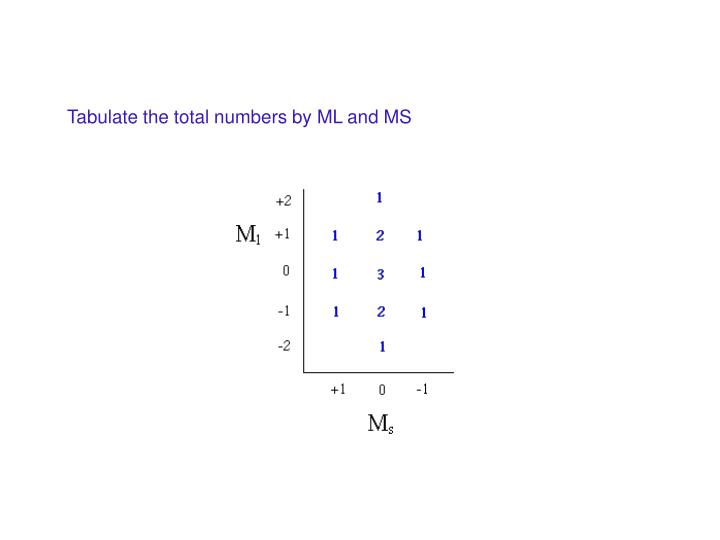 Tabulate the total numbers by ML and MS
+2 1
Ml +1 1 2 1
0 1 3 1
-1 1 2 1
-2 1
+1 0 -1
Ms